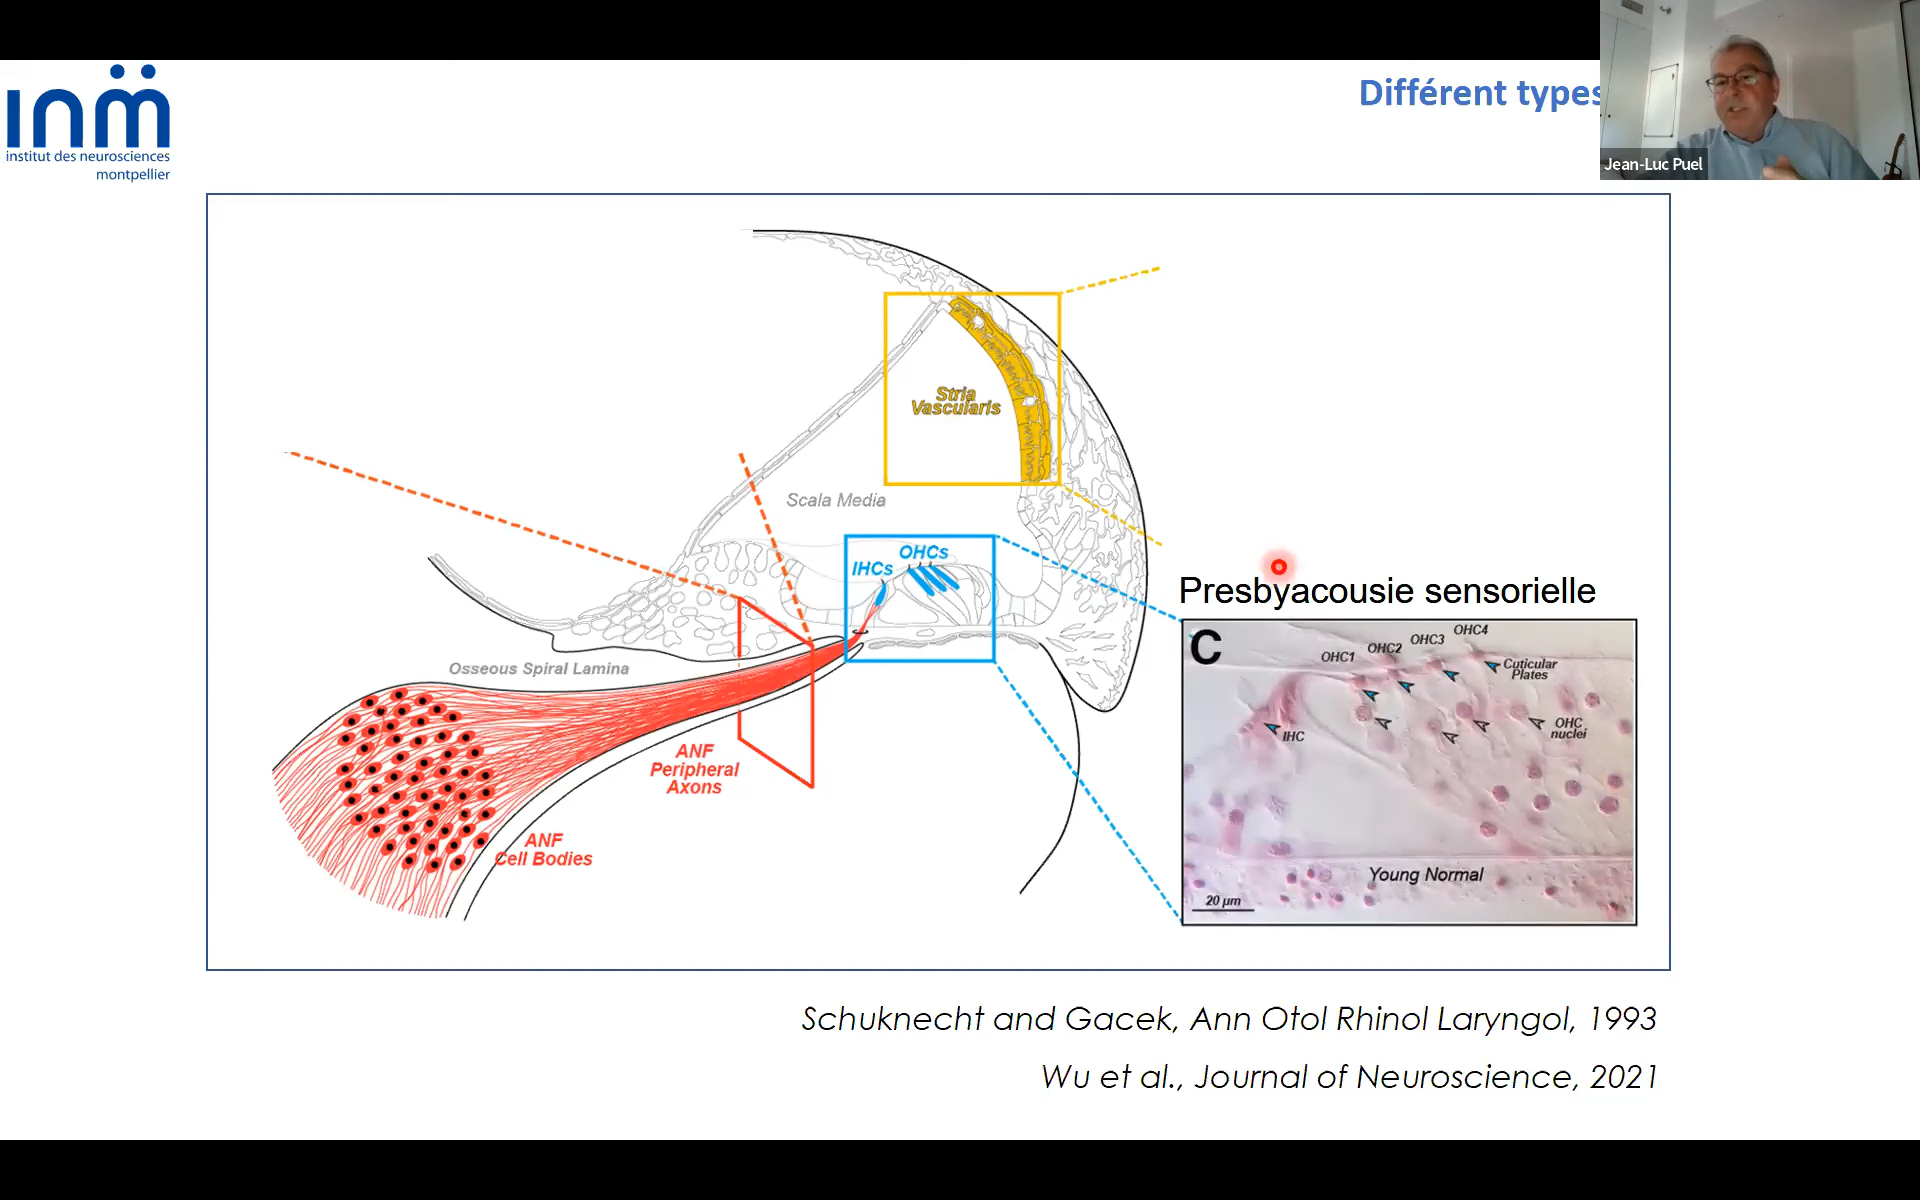 inm
institut des neurosciences
montpellier
Différent types
Jean-Luc Puel
Stria
Vascularis
Scala Media
OHCs
IHCs
Presbyacousie sensorielle
Osseous Spiral Lamina
ANF
Peripheral
Axons
ANF
Cell Bodies
C
OHC1
OHC2
OHC3
OHC4
Cuticular
Plates
IHC
OHC
nuclei
Young Normal
20 µm
Schuknecht and Gacek, Ann Otol Rhinol Laryngol, 1993
Wu et al., Journal of Neuroscience, 2021